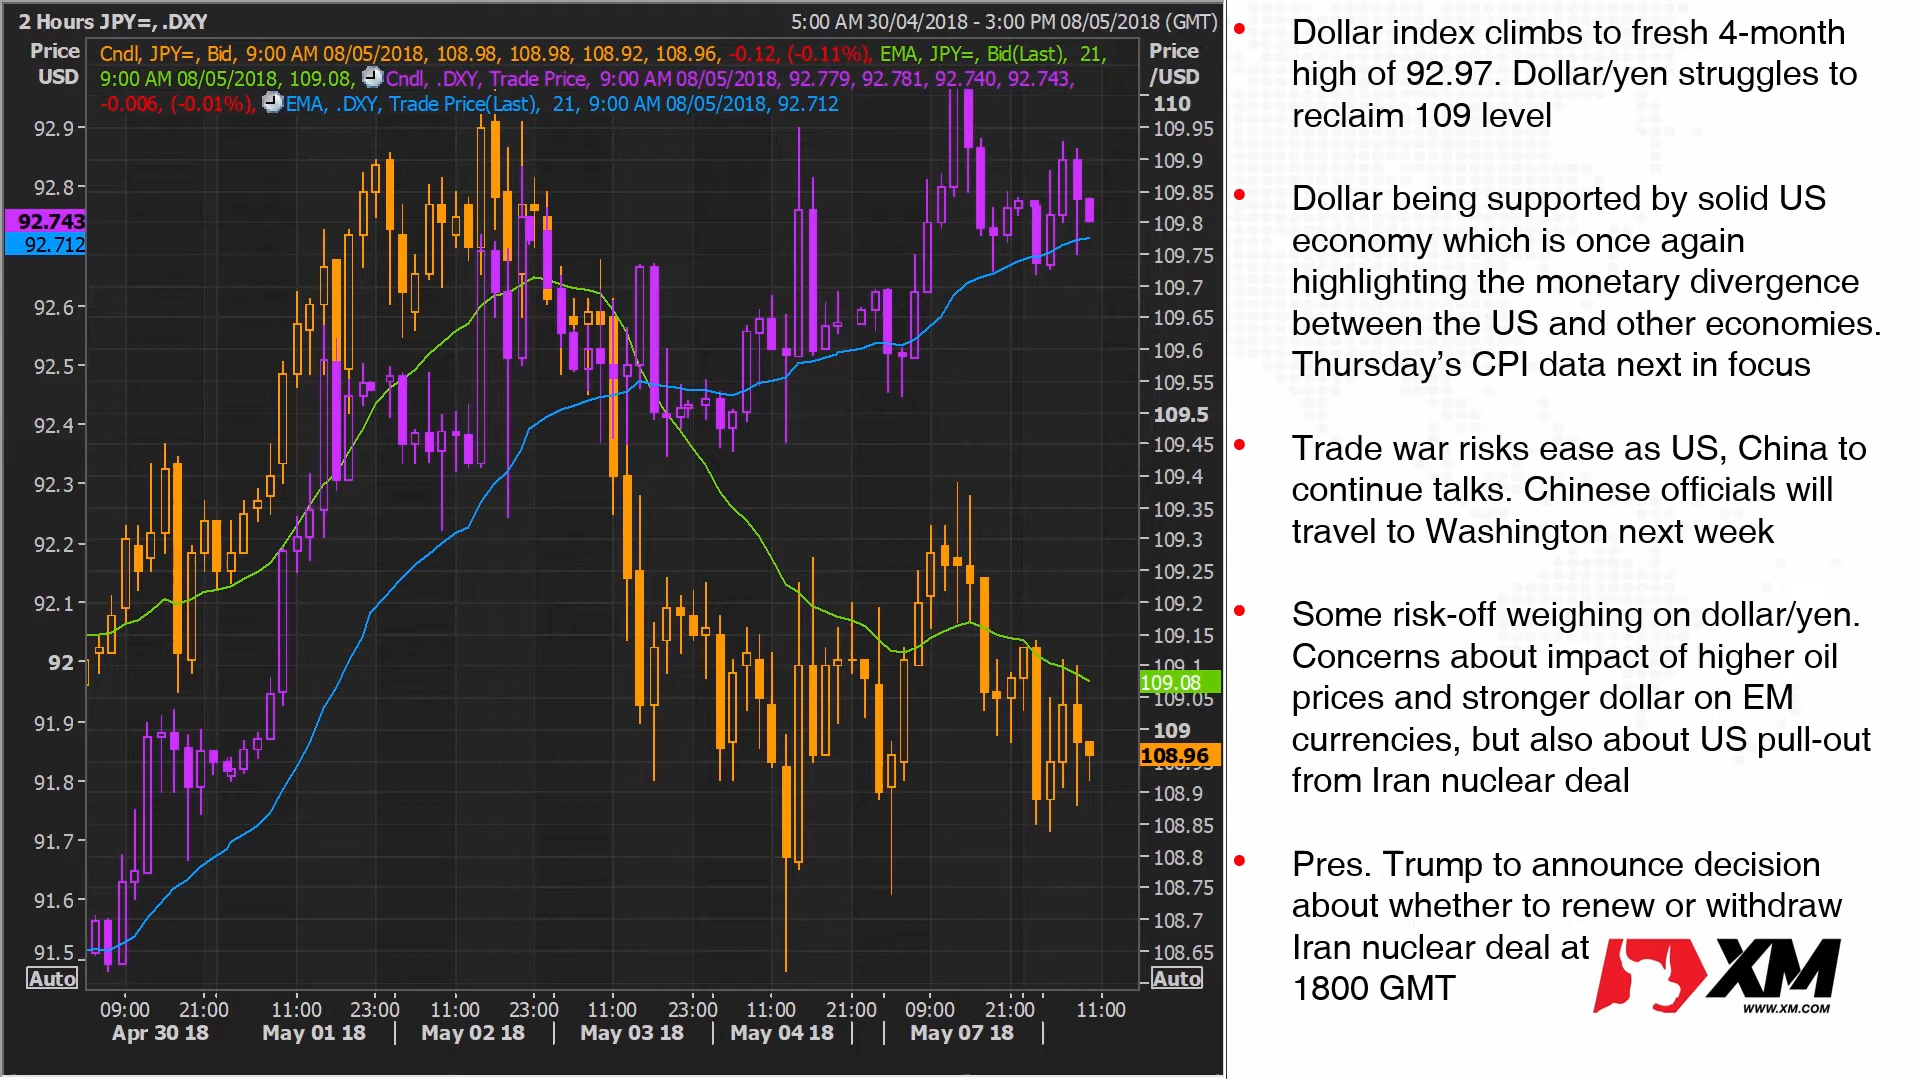 2 Hours JPY=, .DXY
5:00 AM 30/04/2018 - 3:00 PM 08/05/2018 (GMT)
Price
USD
Cndl, JPY=, Bid, 9:00 AM 08/05/2018, 108.98, 108.98, 108.92, 108.96, -0.12, (-0.11%), EMA, JPY=, Bid(Last), 21,
9:00 AM 08/05/2018, 109.08, Cndl, .DXY, Trade Price, 9:00 AM 08/05/2018, 92.779, 92.781, 92.740, 92.743,
-0.006, (-0.01%), EMA, .DXY, Trade Price(Last), 21, 9:00 AM 08/05/2018, 92.712
Price
/USD
92.9
92.8
92.743
92.712
92.6
92.5
92.4
92.3
92.2
92.1
92
91.9
91.8
91.7
91.6
91.5
Auto
110
109.95
109.9
109.85
109.8
109.75
109.7
109.65
109.6
109.55
109.5
109.45
109.4
109.35
109.3
109.25
109.2
109.15
109.1
109.08
109.05
109
108.96
108.9
108.85
108.8
108.75
108.7
108.65
Auto
09:00 21:00 11:00 23:00 11:00 23:00 11:00 23:00 11:00 21:00 09:00 21:00 11:00
Apr 30 18 May 01 18 May 02 18 May 03 18 May 04 18 May 07 18
• Dollar index climbs to fresh 4-month
high of 92.97. Dollar/yen struggles to
reclaim 109 level
• Dollar being supported by solid US
economy which is once again
highlighting the monetary divergence
between the US and other economies.
Thursday’s CPI data next in focus
• Trade war risks ease as US, China to
continue talks. Chinese officials will
travel to Washington next week
• Some risk-off weighing on dollar/yen.
Concerns about impact of higher oil
prices and stronger dollar on EM
currencies, but also about US pull-out
from Iran nuclear deal
• Pres. Trump to announce decision
about whether to renew or withdraw
Iran nuclear deal at
1800 GMT
XM
WWW.XM.COM